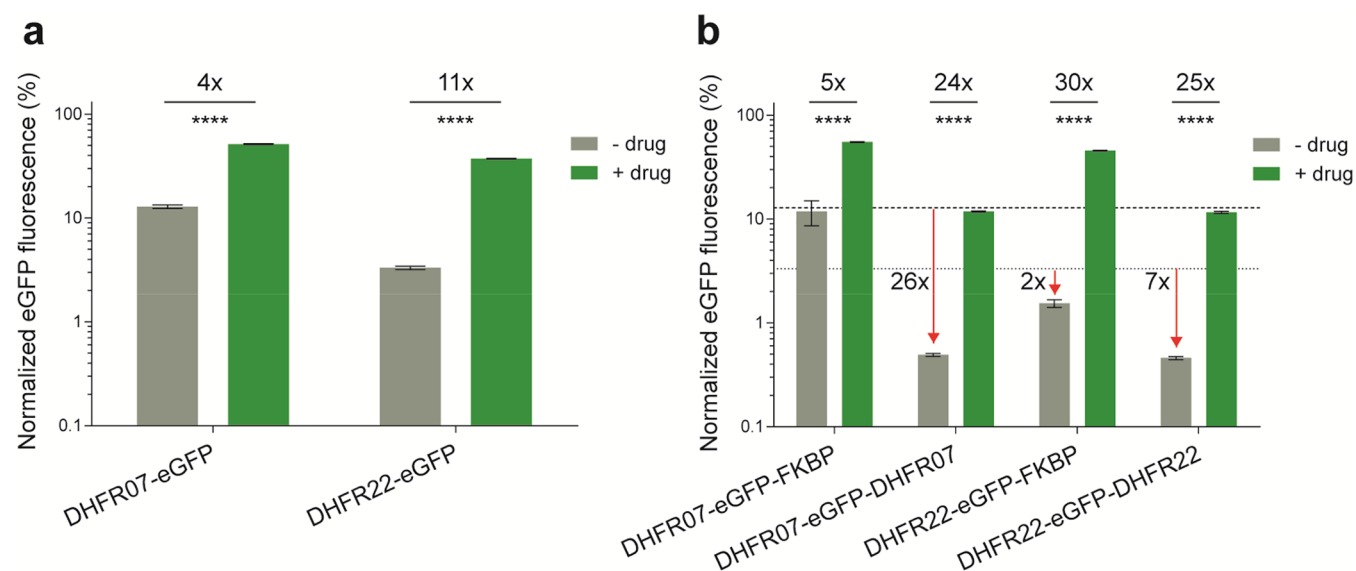 a
4x
11x
****
****
Normalized eGFP fluorescence (%)
100
10
1
0.1
- drug
+ drug
DHFR07-eGFP
DHFR22-eGFP
b
5x
24x
30x
25x
****
****
****
****
Normalized eGFP fluorescence (%)
100
10
1
0.1
26x
2x
7x
- drug
+ drug
DHFR07-eGFP-FKBP
DHFR07-eGFP-DHFR07
DHFR22-eGFP-FKBP
DHFR22-eGFP-DHFR22